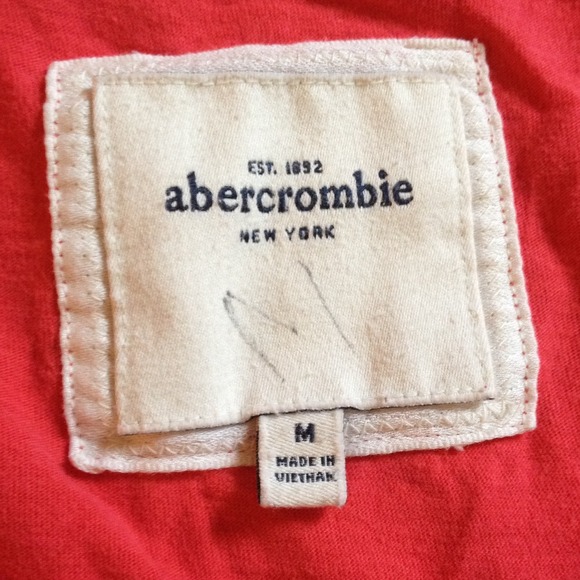 EST. 1892
abercrombie
NEW YORK
M
MADE IN
VIETNAM